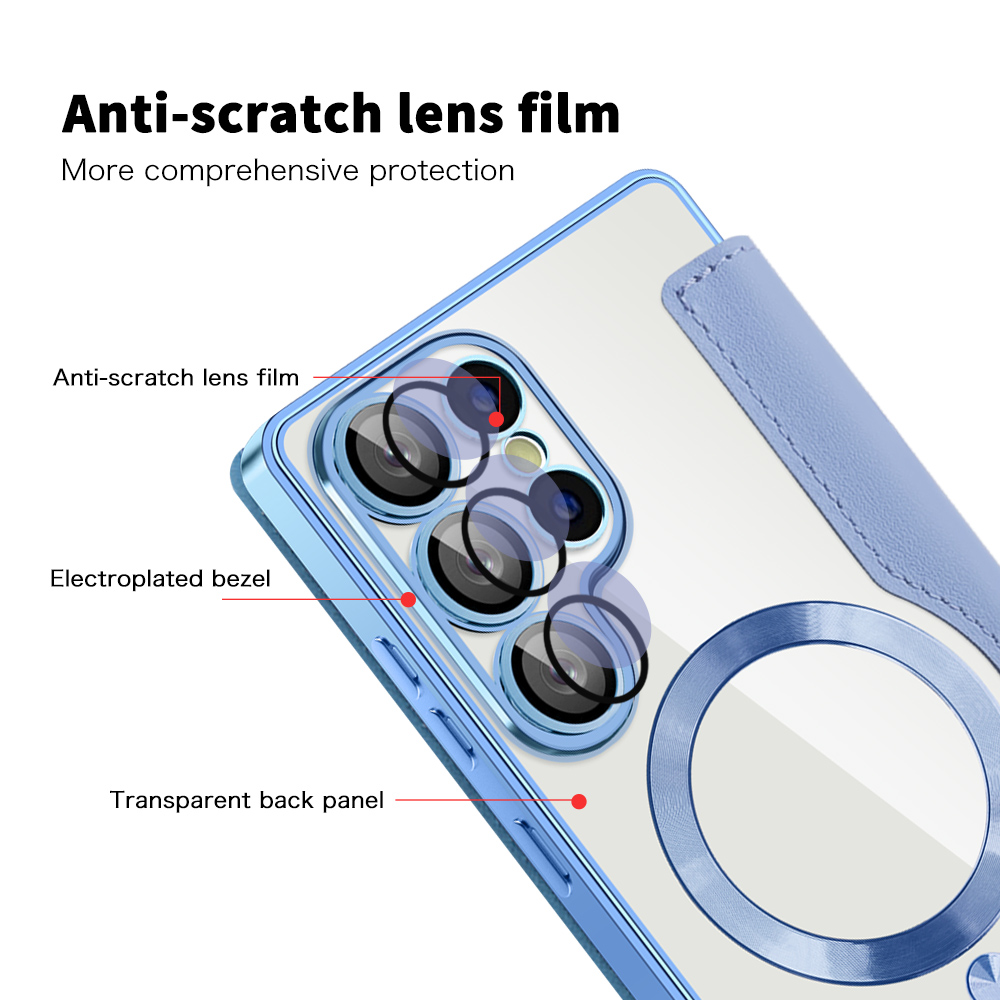 Anti-scratch lens film
More comprehensive protection
Anti-scratch lens film
Electroplated bezel
Transparent back panel